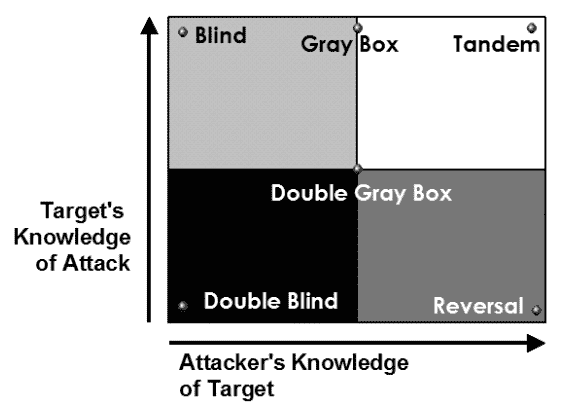 Blind
Gray Box
Tandem
Double Gray Box
Target's
Knowledge
of Attack
Double Blind
Reversal
Attacker's Knowledge
of Target